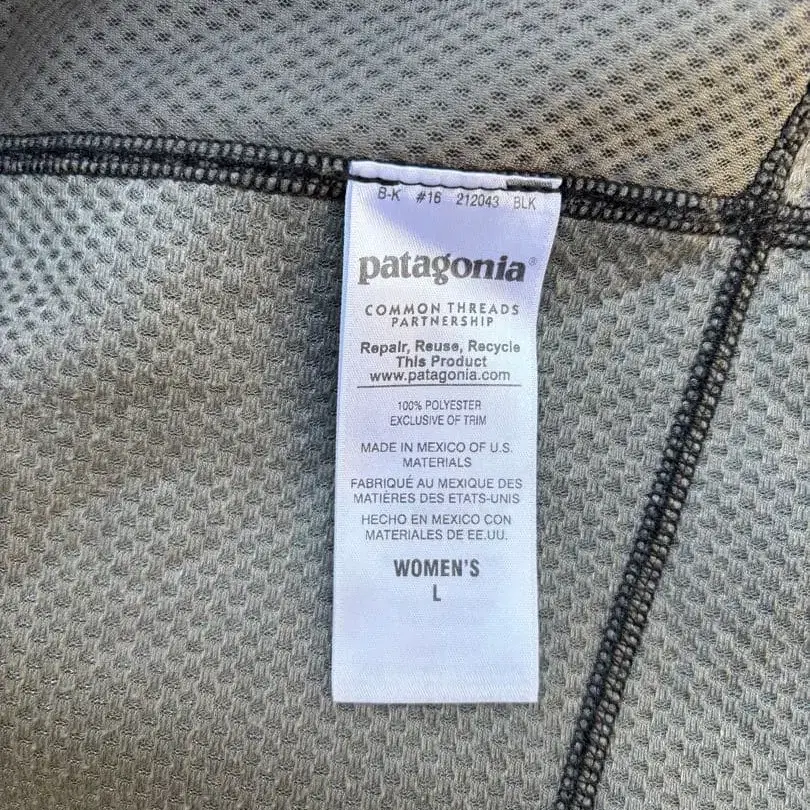 B-K #16 212043 BLK
patagonia®
COMMON THREADS
PARTNERSHIP
Repair, Reuse, Recycle
This Product
www.patagonia.com
100% POLYESTER
EXCLUSIVE OF TRIM
MADE IN MEXICO OF U.S.
MATERIALS
FABRIQUÉ AU MEXIQUE DES
MATIÈRES DES ETATS-UNIS
HECHO EN MEXICO CON
MATERIALES DE EE.UU.
WOMEN'S
L